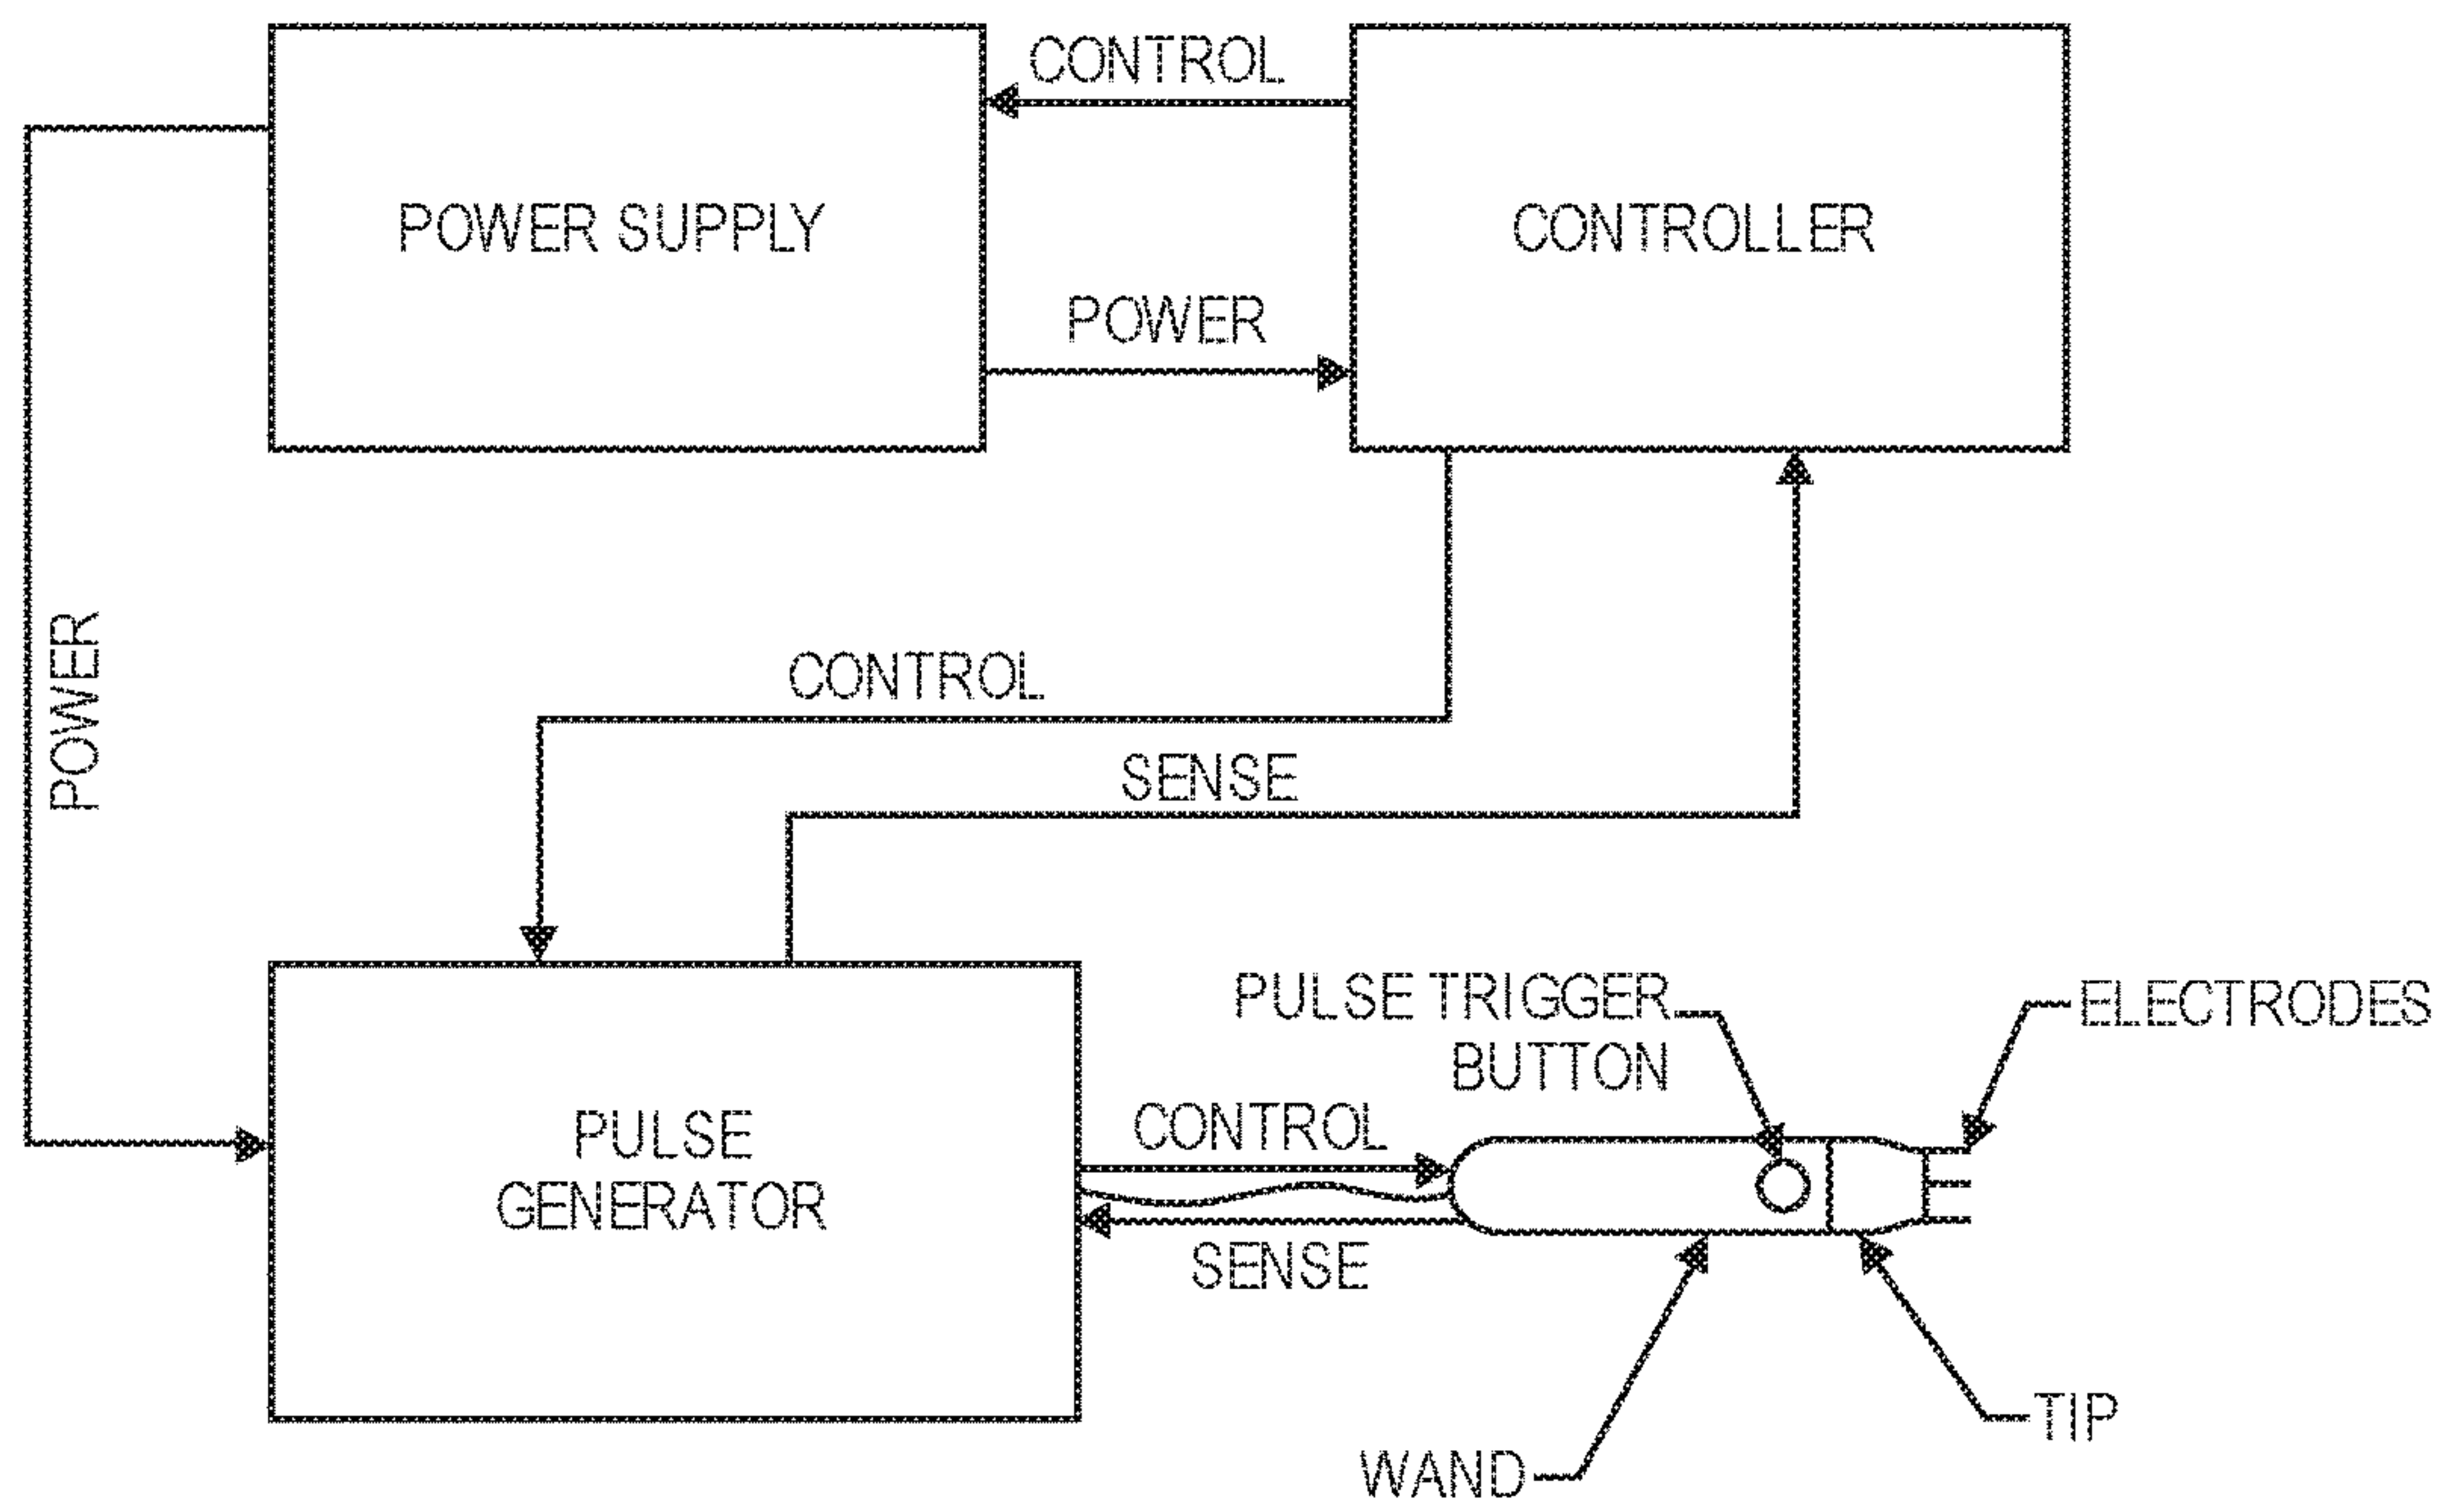 CONTROL
POWER SUPPLY
CONTROLLER
POWER
POWER
CONTROL
SENSE
PULSE TRIGGER
BUTTON
ELECTRODES
PULSE
GENERATOR
CONTROL
SENSE
TIP
WAND